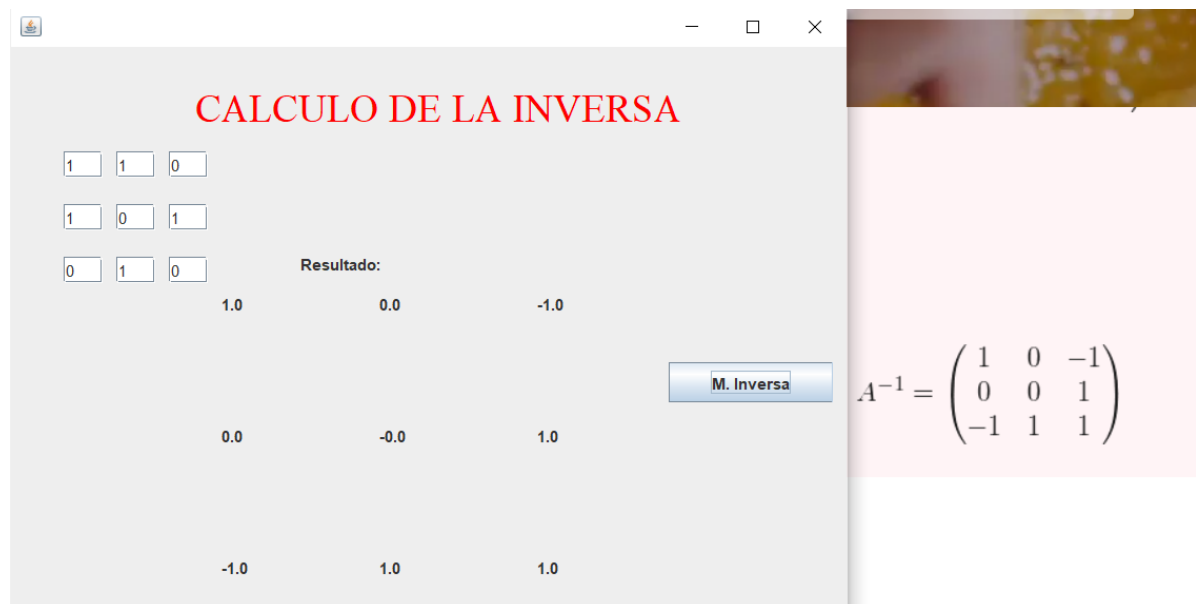 CALCULO DE LA INVERSA
1 1 0
1 0 1
0 1 0
Resultado:
1.0 0.0 -1.0
M. Inversa
0.0 -0.0 1.0
-1.0 1.0 1.0
1 0 −1
A⁻¹ = 0 0 1
−1 1 1